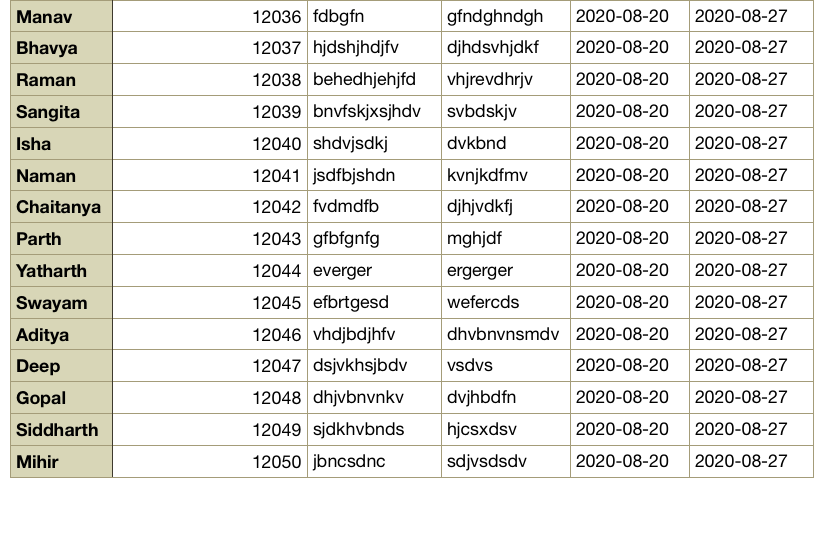 Manav 12036 fdbgfn gfndghndgh 2020-08-20 2020-08-27
Bhavya 12037 hjdshjhdjfv djhdsvhjdkf 2020-08-20 2020-08-27
Raman 12038 behedhjehjfd vhjrevdhrjv 2020-08-20 2020-08-27
Sangita 12039 bnvfskjxsjhdv svbdskjv 2020-08-20 2020-08-27
Isha 12040 shdvjsdkj dvkbnd 2020-08-20 2020-08-27
Naman 12041 jsdfbjshdn kvnjkdfmv 2020-08-20 2020-08-27
Chaitanya 12042 fvdmdfb djhjvdkfj 2020-08-20 2020-08-27
Parth 12043 gfbfgnfg mghjdf 2020-08-20 2020-08-27
Yatharth 12044 everger ergerger 2020-08-20 2020-08-27
Swayam 12045 efbrtgesd wefercds 2020-08-20 2020-08-27
Aditya 12046 vhdjbdjhfv dhvbnvnsmdv 2020-08-20 2020-08-27
Deep 12047 dsjvkhsjbdv vsdvs 2020-08-20 2020-08-27
Gopal 12048 dhjvbnvnkv dvjhbdfn 2020-08-20 2020-08-27
Siddharth 12049 sjdkhvbnds hjcsxdsv 2020-08-20 2020-08-27
Mihir 12050 jbncsdnc sdjvsdsdv 2020-08-20 2020-08-27